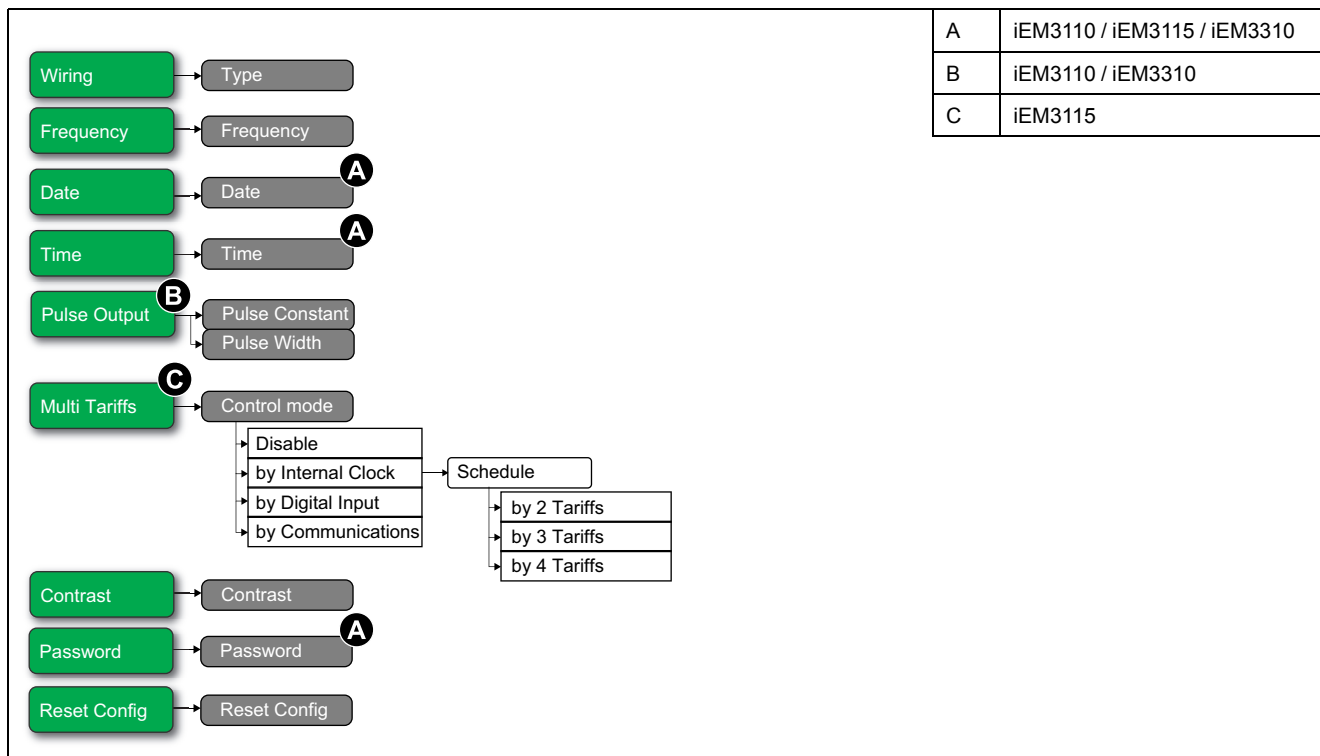 A iEM3110 / iEM3115 / iEM3310
B iEM3110 / iEM3310
C iEM3115
Wiring Type
Frequency Frequency
A
Date Date
A
Time Time
B
Pulse Output Pulse Constant
Pulse Width
C
Multi Tariffs Control mode
Disable
by Internal Clock Schedule
by Digital Input by 2 Tariffs
by Communications by 3 Tariffs
by 4 Tariffs
Contrast Contrast
A
Password Password
Reset Config Reset Config